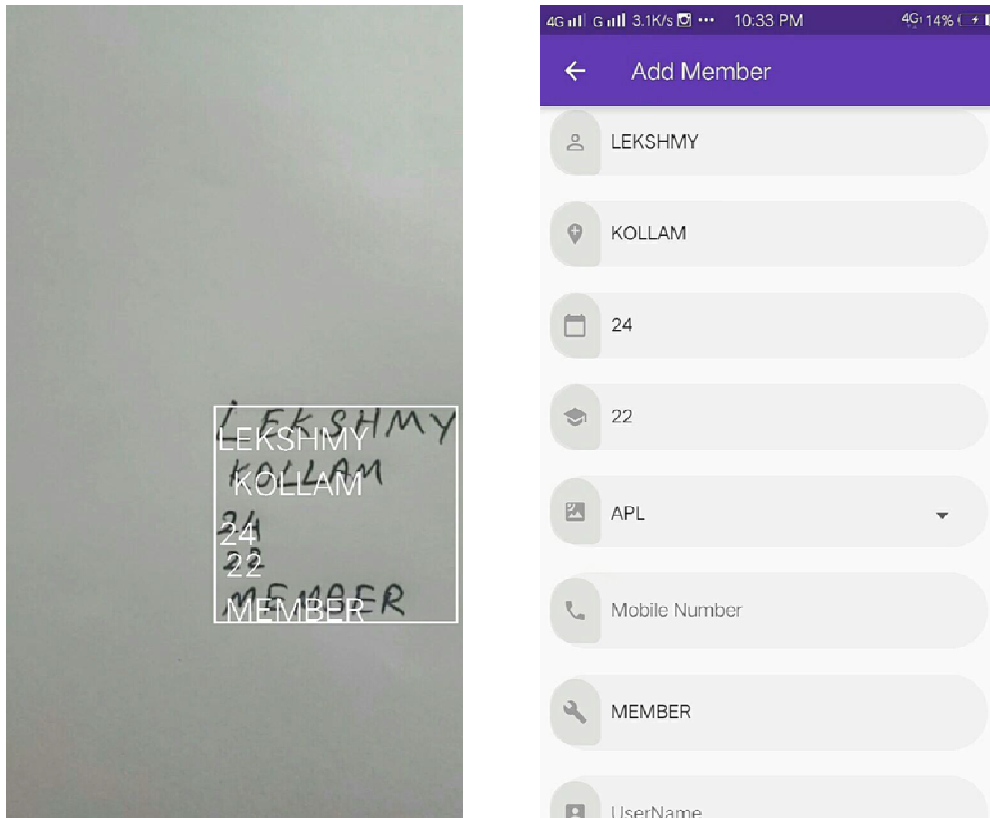 LEKSHMY
LEKSHMY
KOLLAM
KOLLAM
24
24
22
22
MEMBER
MEMBER
4G G 3.1K/s ••• 10:33 PM 4G 14%
Add Member
LEKSHMY
KOLLAM
24
22
APL
Mobile Number
MEMBER
UserName